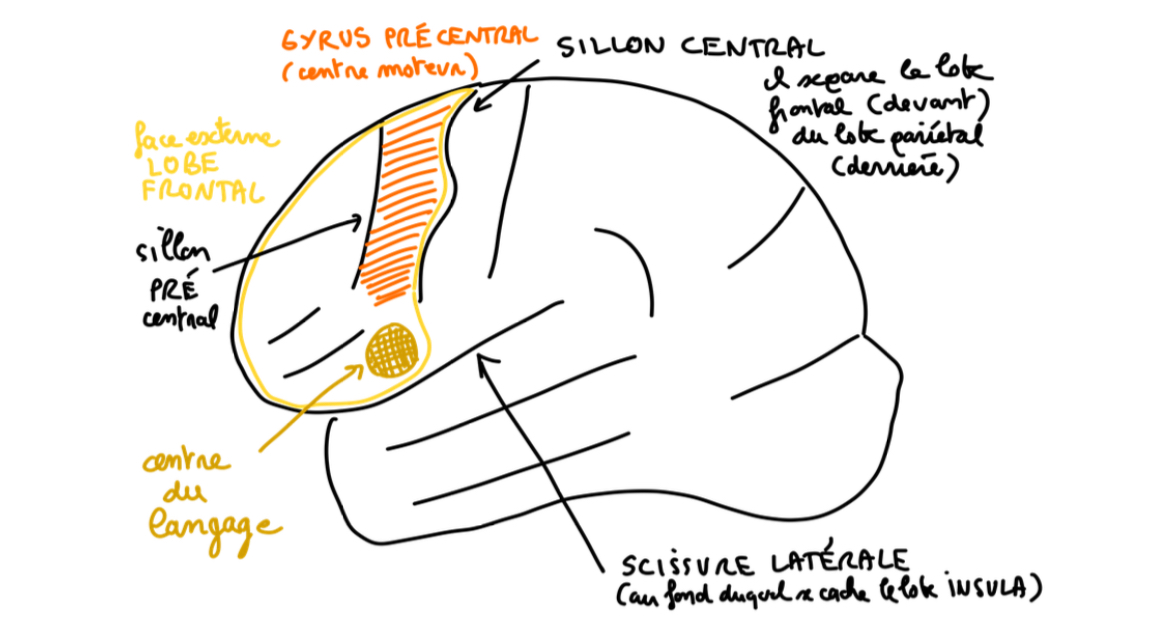 GYRUS PRÉCENTRAL
(centre moteur)
SILLON CENTRAL
Il separe le lobe
frontal (devant)
du lobe pariétal
(derrière)
face externe
LOBE
FRONTAL
sillon
PRÉ
central
centre
du
langage
SCISSURE LATÉRALE
(au fond duquel se cache le lobe INSULA)